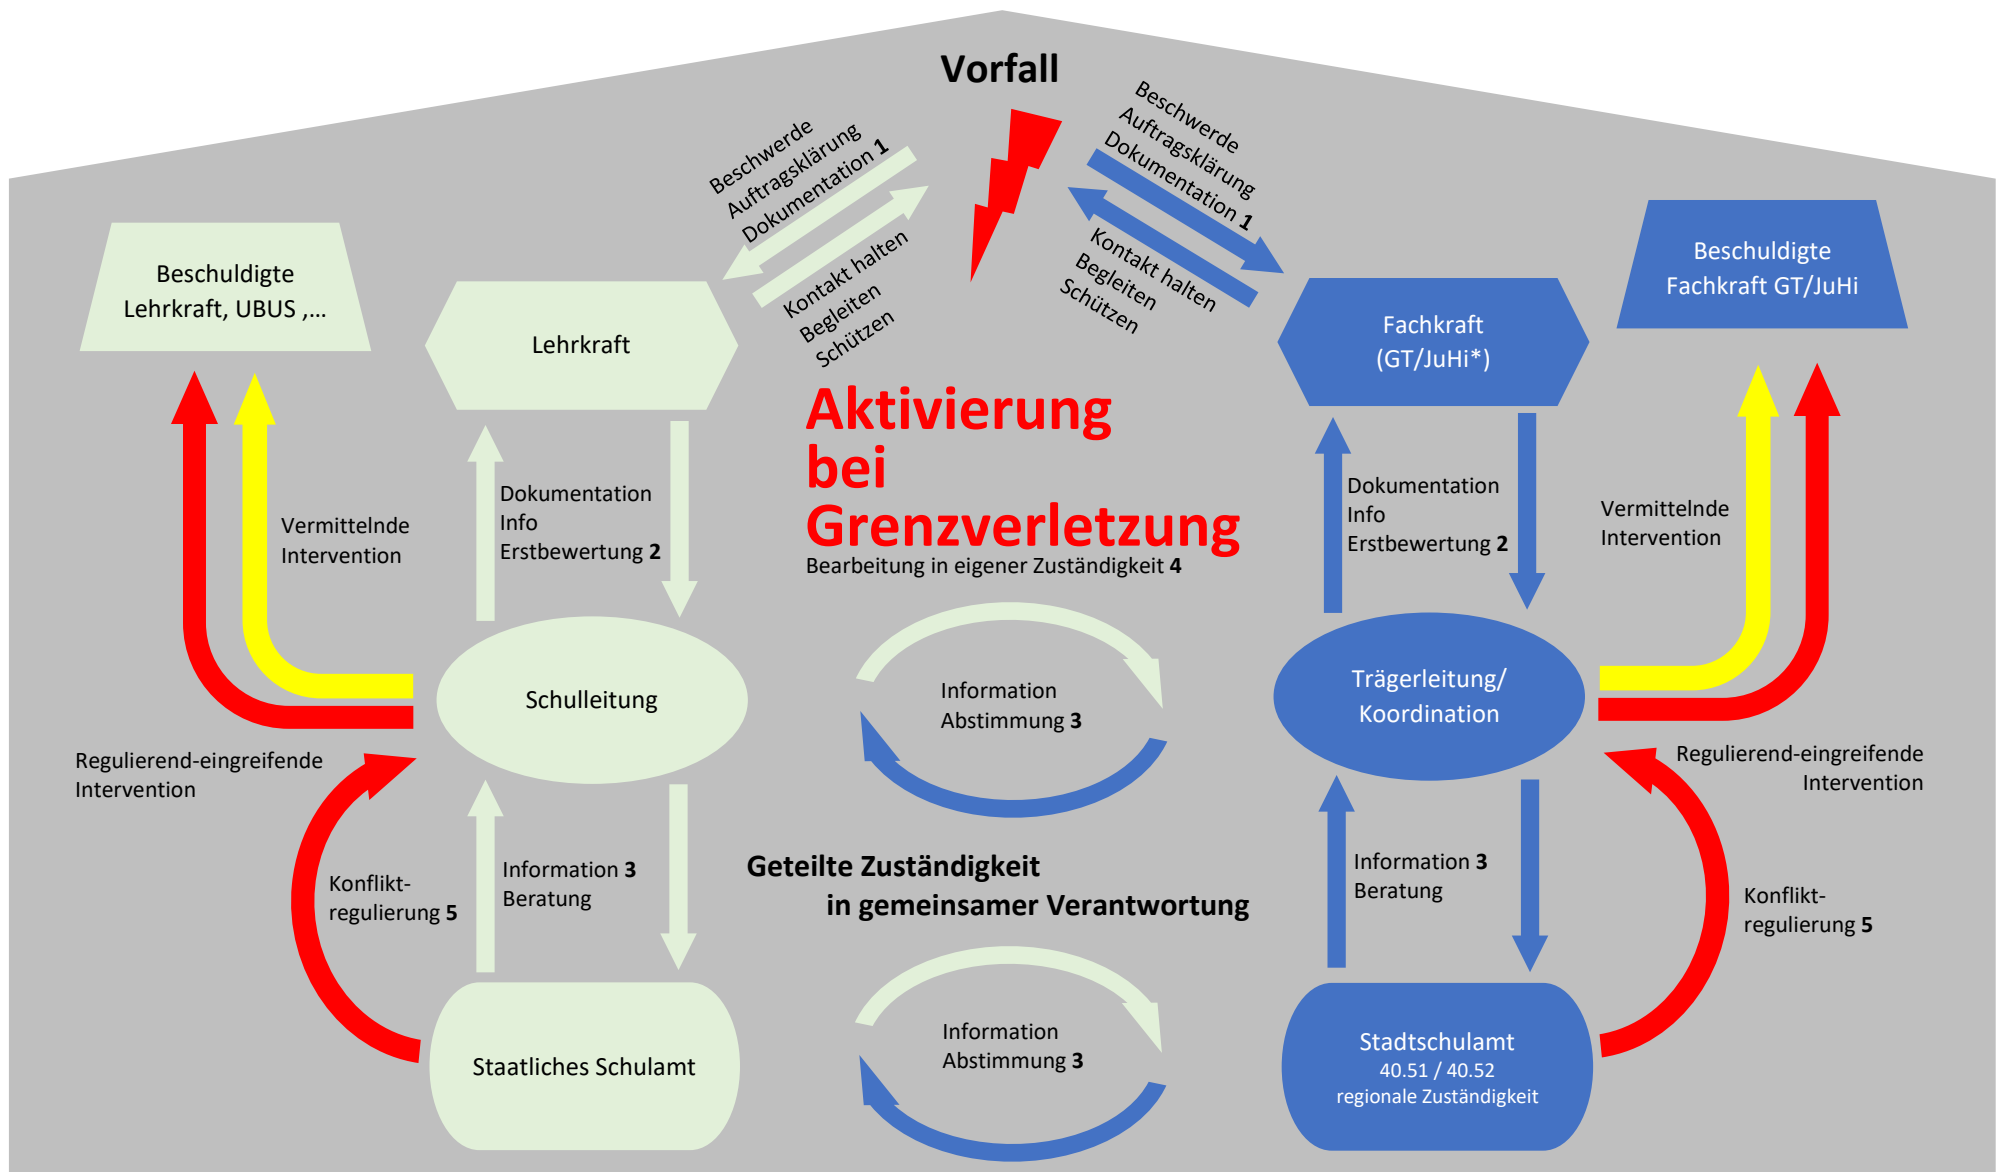 Vorfall
Beschwerde
Auftragsklärung
Dokumentation 1
Kontakt halten
Begleiten
Schützen
Beschwerde
Auftragsklärung
Dokumentation 1
Kontakt halten
Begleiten
Schützen
Beschuldigte
Lehrkraft, UBUS ,...
Lehrkraft
Fachkraft
(GT/JuHi*)
Beschuldigte
Fachkraft GT/JuHi
Aktivierung
bei
Grenzverletzung
Bearbeitung in eigener Zuständigkeit 4
Vermittelnde
Intervention
Dokumentation
Info
Erstbewertung 2
Dokumentation
Info
Erstbewertung 2
Vermittelnde
Intervention
Schulleitung
Information
Abstimmung 3
Trägerleitung/
Koordination
Regulierend-eingreifende
Intervention
Regulierend-eingreifende
Intervention
Konflikt-
regulierung 5
Information 3
Beratung
Geteilte Zuständigkeit
in gemeinsamer Verantwortung
Information 3
Beratung
Konflikt-
regulierung 5
Staatliches Schulamt
Information
Abstimmung 3
Stadtschulamt
40.51 / 40.52
regionale Zuständigkeit